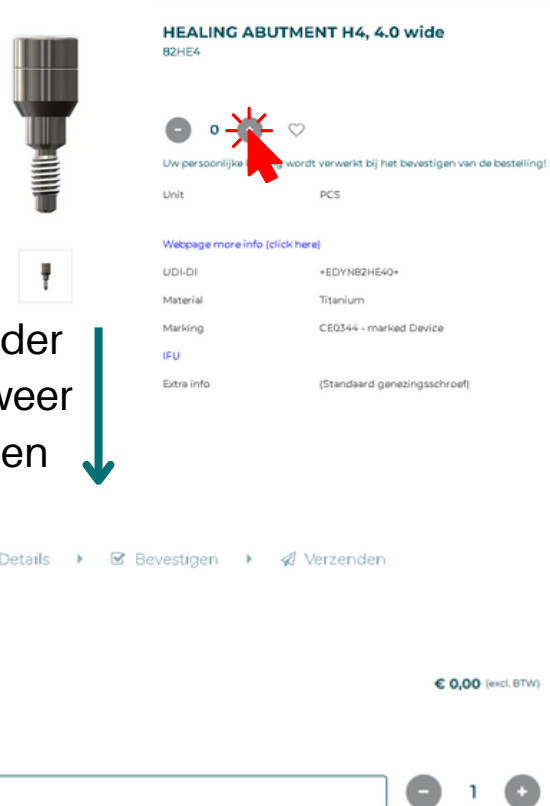 HEALING ABUTMENT H4, 4.0 wide
82HE4
- 0
Uw persoonlijke wordt verwerkt bij het bevestigen van de bestelling!
Unit PCS
Webpage more info (click here)
UDI-DI +EDYN82HE40+
Material Titanium
Marking CE0344 - marked Device
IFU
Extra info (Standaard genezingsschroef)
der
weer
en
Details Bevestigen Verzenden
€ 0,00 (excl. BTW)
- 1 +